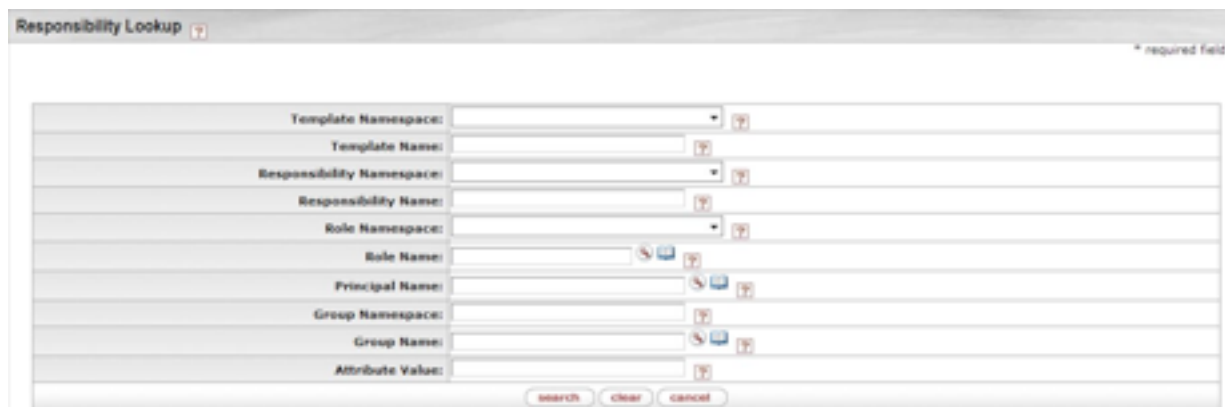 Responsibility Lookup ?
* required field
Template Namespace: ?
Template Name: ?
Responsibility Namespace: ?
Responsibility Name: ?
Role Namespace: ?
Role Name: ?
Principal Name: ?
Group Namespace: ?
Group Name: ?
Attribute Value: ?
search clear cancel